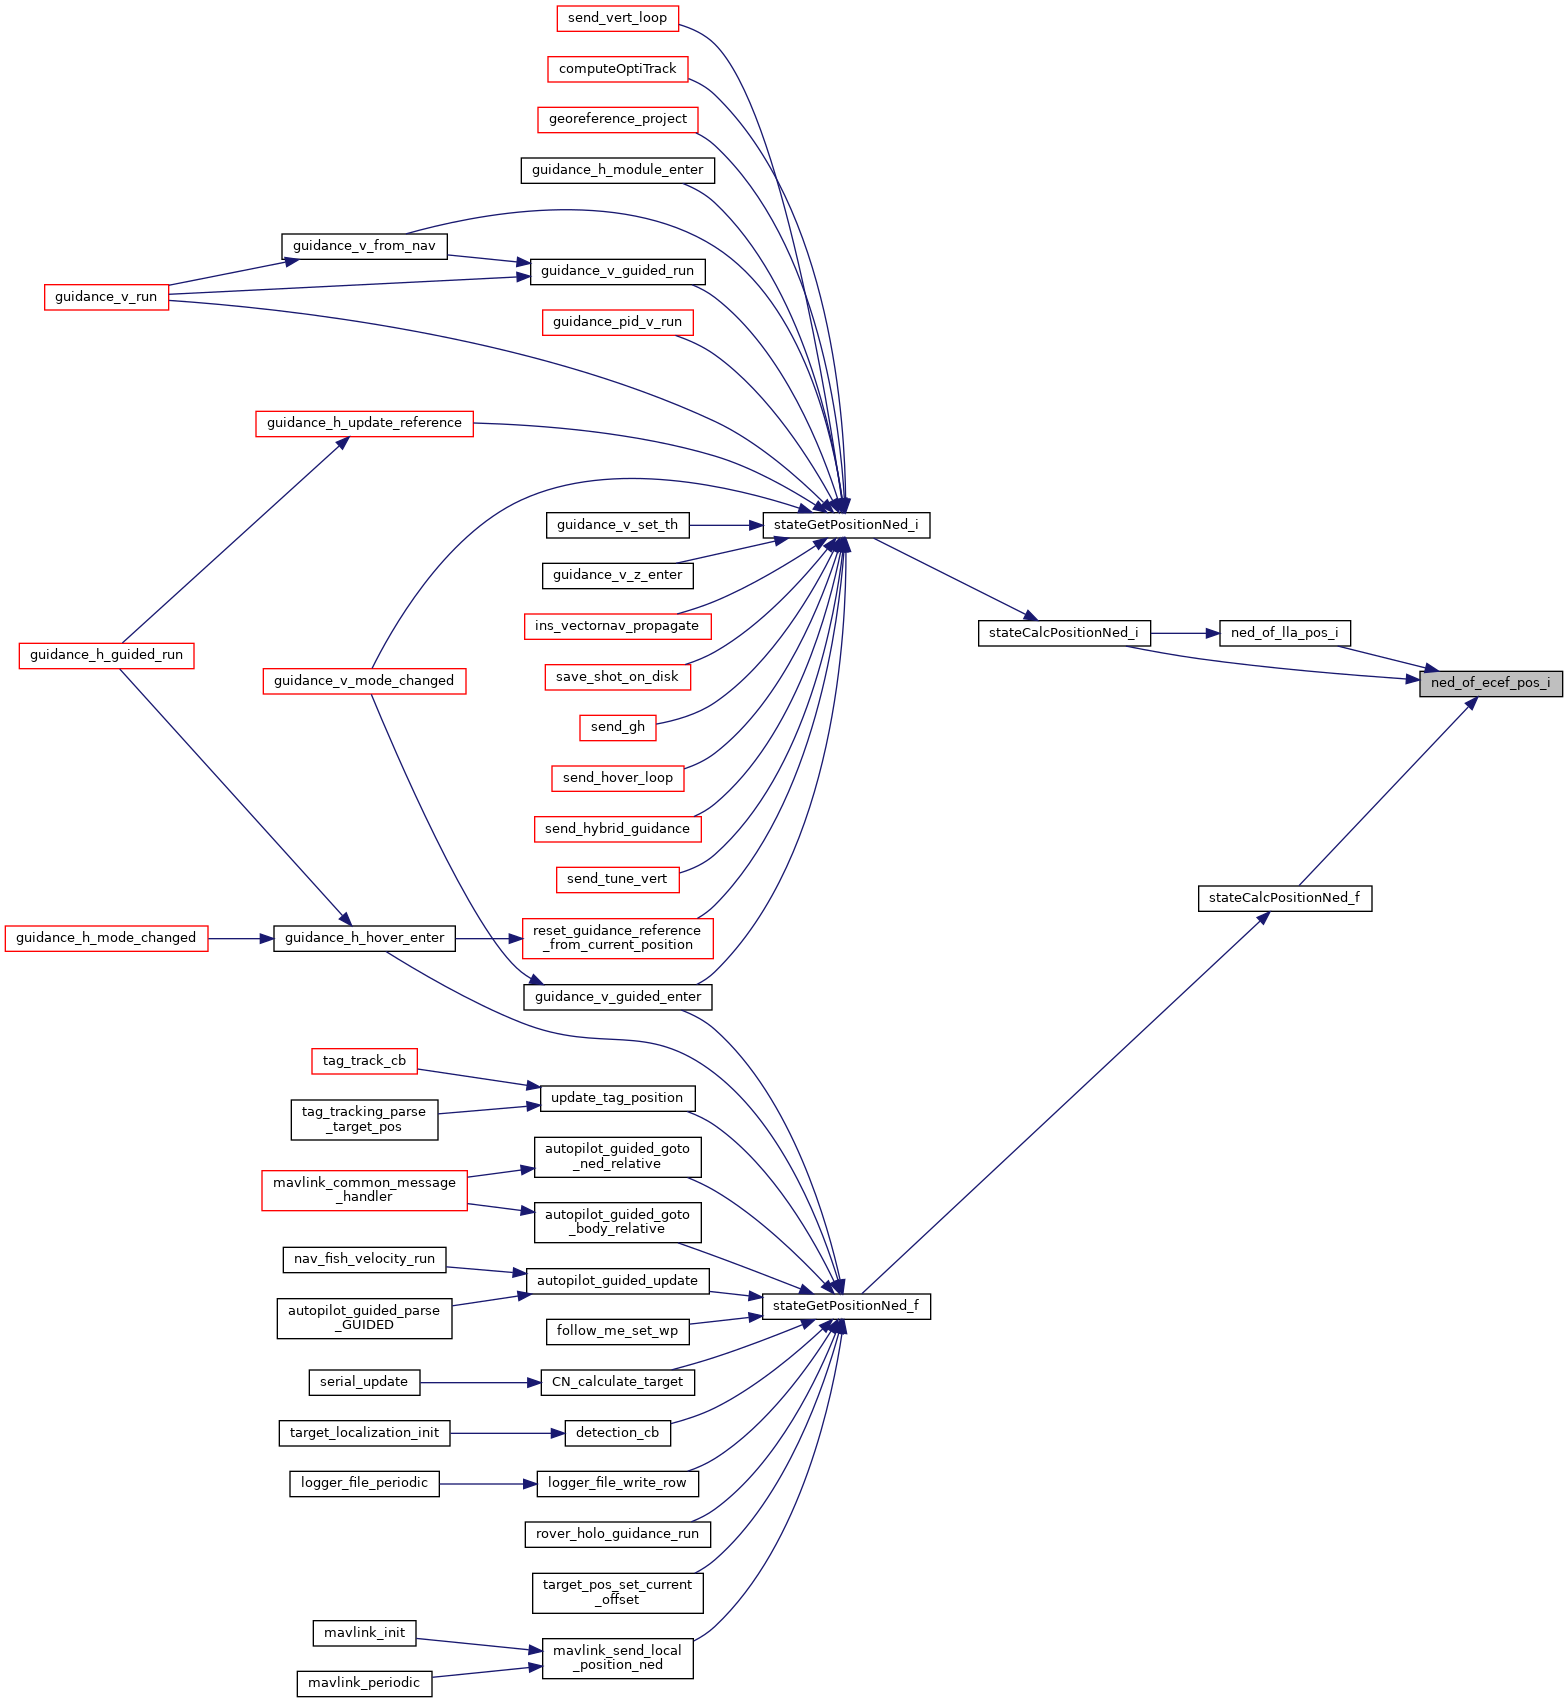 send_vert_loop
computeOptiTrack
georeference_project
guidance_h_module_enter
guidance_v_from_nav
guidance_v_guided_run
guidance_v_run
guidance_pid_v_run
guidance_h_update_reference
stateGetPositionNed_i
guidance_v_set_th
guidance_v_z_enter
ins_vectornav_propagate
stateCalcPositionNed_i
ned_of_lla_pos_i
guidance_h_guided_run
save_shot_on_disk
guidance_v_mode_changed
ned_of_ecef_pos_i
send_gh
send_hover_loop
send_hybrid_guidance
send_tune_vert
stateCalcPositionNed_f
guidance_h_mode_changed
guidance_h_hover_enter
reset_guidance_reference
_from_current_position
guidance_v_guided_enter
tag_track_cb
update_tag_position
tag_tracking_parse
_target_pos
autopilot_guided_goto
_ned_relative
mavlink_common_message
_handler
autopilot_guided_goto
_body_relative
nav_fish_velocity_run
autopilot_guided_update
autopilot_guided_parse
_GUIDED
stateGetPositionNed_f
follow_me_set_wp
serial_update
CN_calculate_target
target_localization_init
detection_cb
logger_file_periodic
logger_file_write_row
rover_holo_guidance_run
target_pos_set_current
_offset
mavlink_init
mavlink_send_local
_position_ned
mavlink_periodic